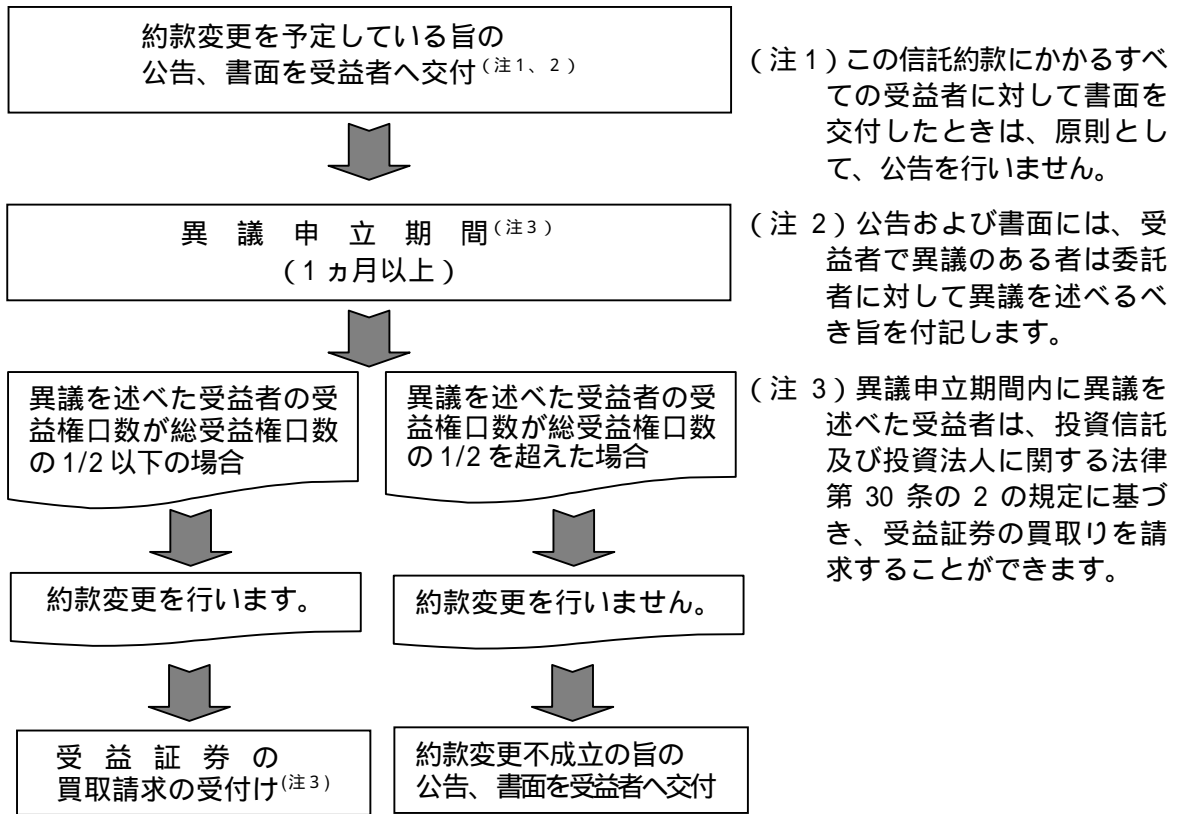 約款変更を予定している旨の
公告、書面を受益者へ交付(注1、2)
異議申立期間(注3)
(1ヵ月以上)
異議を述べた受益者の受
益権口数が総受益権口数
の1/2以下の場合
異議を述べた受益者の受
益権口数が総受益権口数
の1/2を超えた場合
約款変更を行います。
約款変更を行いません。
受益証券の
買取請求の受付け(注3)
約款変更不成立の旨の
公告、書面を受益者へ交付
(注1)この信託約款にかかるすべ
ての受益者に対して書面を
交付したときは、原則とし
て、公告を行いません。
(注2)公告および書面には、受
益者で異議のある者は委託
者に対して異議を述べるべ
き旨を付記します。
(注3)異議申立期間内に異議を
述べた受益者は、投資信託
及び投資法人に関する法律
第30条の2の規定に基づ
き、受益証券の買取りを請
求することができます。